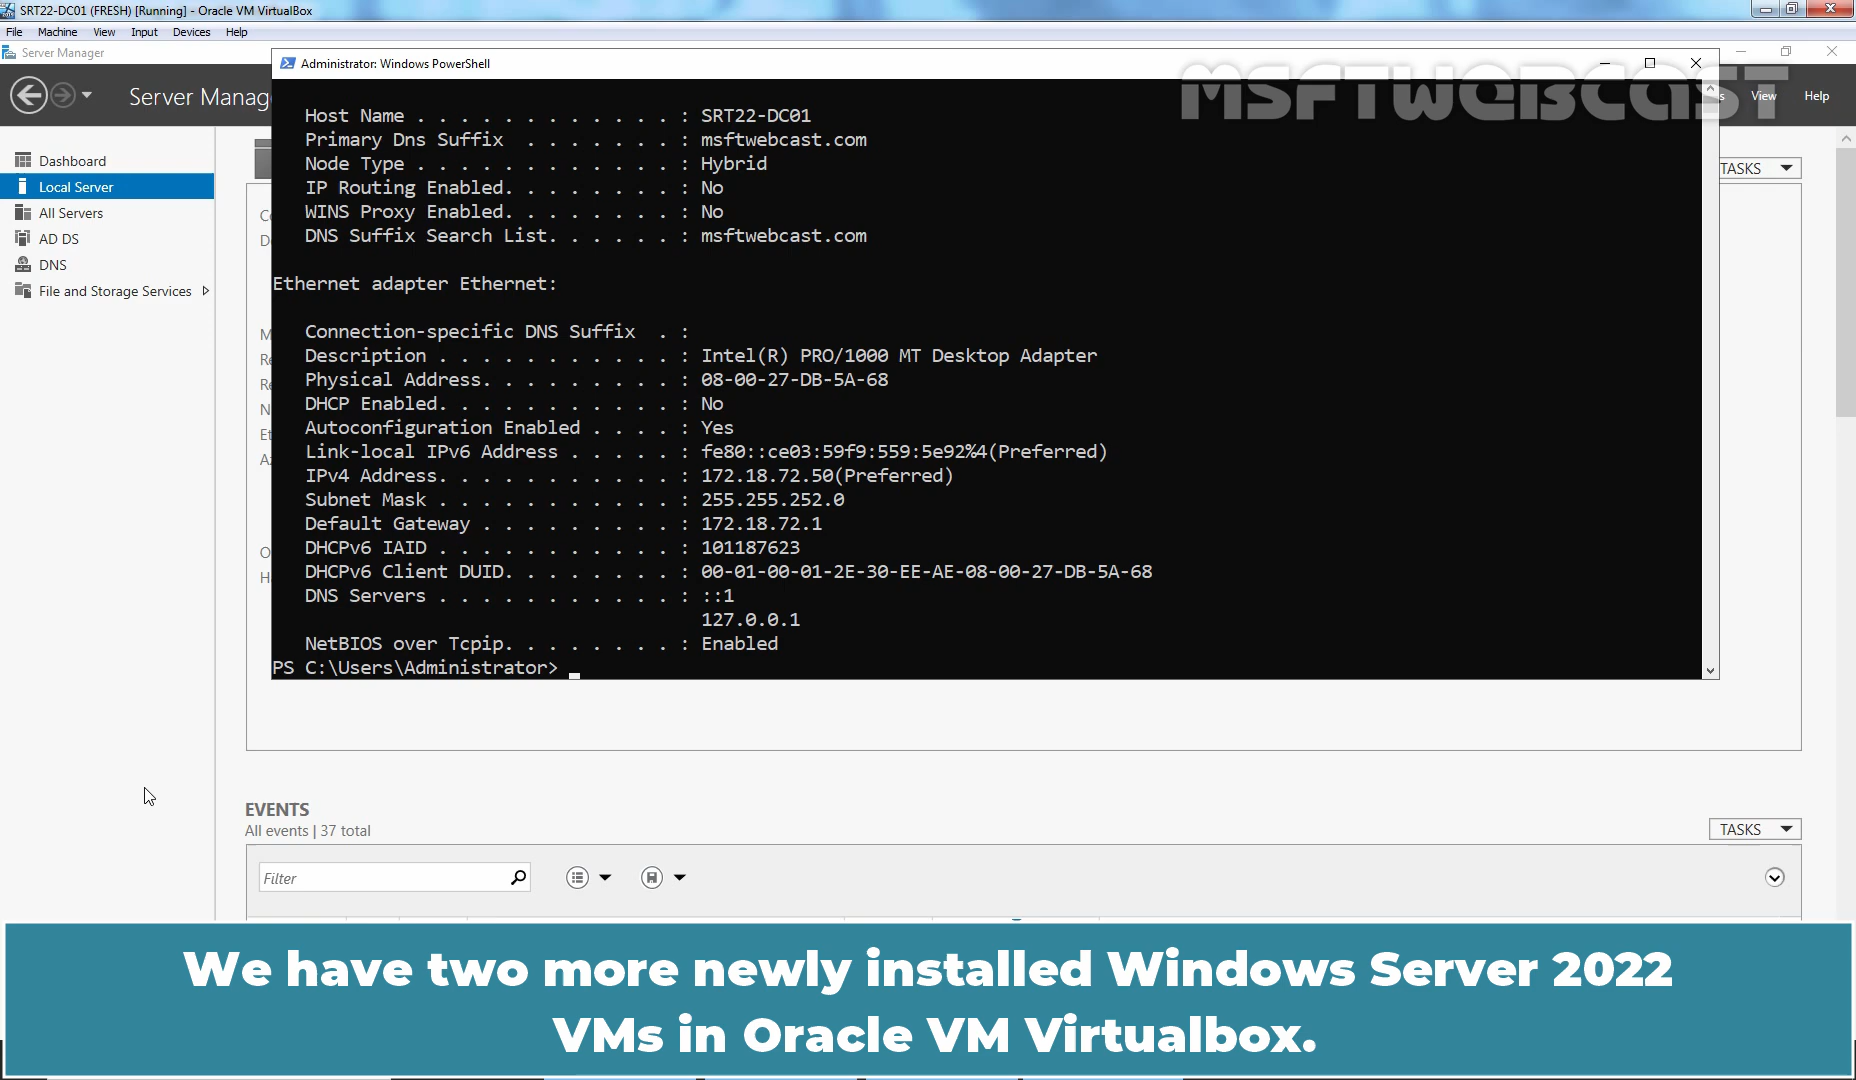 SRT22-DC01 (FRESH) [Running] - Oracle VM VirtualBox
File Machine View Input Devices Help
Server Manager
Administrator: Windows PowerShell
MSFTWEBCAST
Server Manag
View Help
Dashboard
Local Server
All Servers
AD DS
DNS
File and Storage Services
TASKS
Host Name . . . . . . . . . . . . : SRT22-DC01
Primary Dns Suffix  . . . . . . . : msftwebcast.com
Node Type . . . . . . . . . . . . : Hybrid
IP Routing Enabled. . . . . . . . : No
WINS Proxy Enabled. . . . . . . . : No
DNS Suffix Search List. . . . . . : msftwebcast.com
Ethernet adapter Ethernet:
Connection-specific DNS Suffix  . :
Description . . . . . . . . . . . : Intel(R) PRO/1000 MT Desktop Adapter
Physical Address. . . . . . . . . : 08-00-27-DB-5A-68
DHCP Enabled. . . . . . . . . . . : No
Autoconfiguration Enabled . . . . : Yes
Link-local IPv6 Address . . . . . : fe80::ce03:59f9:559:5e92%4(Preferred)
IPv4 Address. . . . . . . . . . . : 172.18.72.50(Preferred)
Subnet Mask . . . . . . . . . . . : 255.255.252.0
Default Gateway . . . . . . . . . : 172.18.72.1
DHCPv6 IAID . . . . . . . . . . . : 101187623
DHCPv6 Client DUID. . . . . . . . : 00-01-00-01-2E-30-EE-AE-08-00-27-DB-5A-68
DNS Servers . . . . . . . . . . . : ::1
127.0.0.1
NetBIOS over Tcpip. . . . . . . . : Enabled
PS C:\Users\Administrator>
EVENTS
All events | 37 total
TASKS
Filter
We have two more newly installed Windows Server 2022
VMs in Oracle VM Virtualbox.